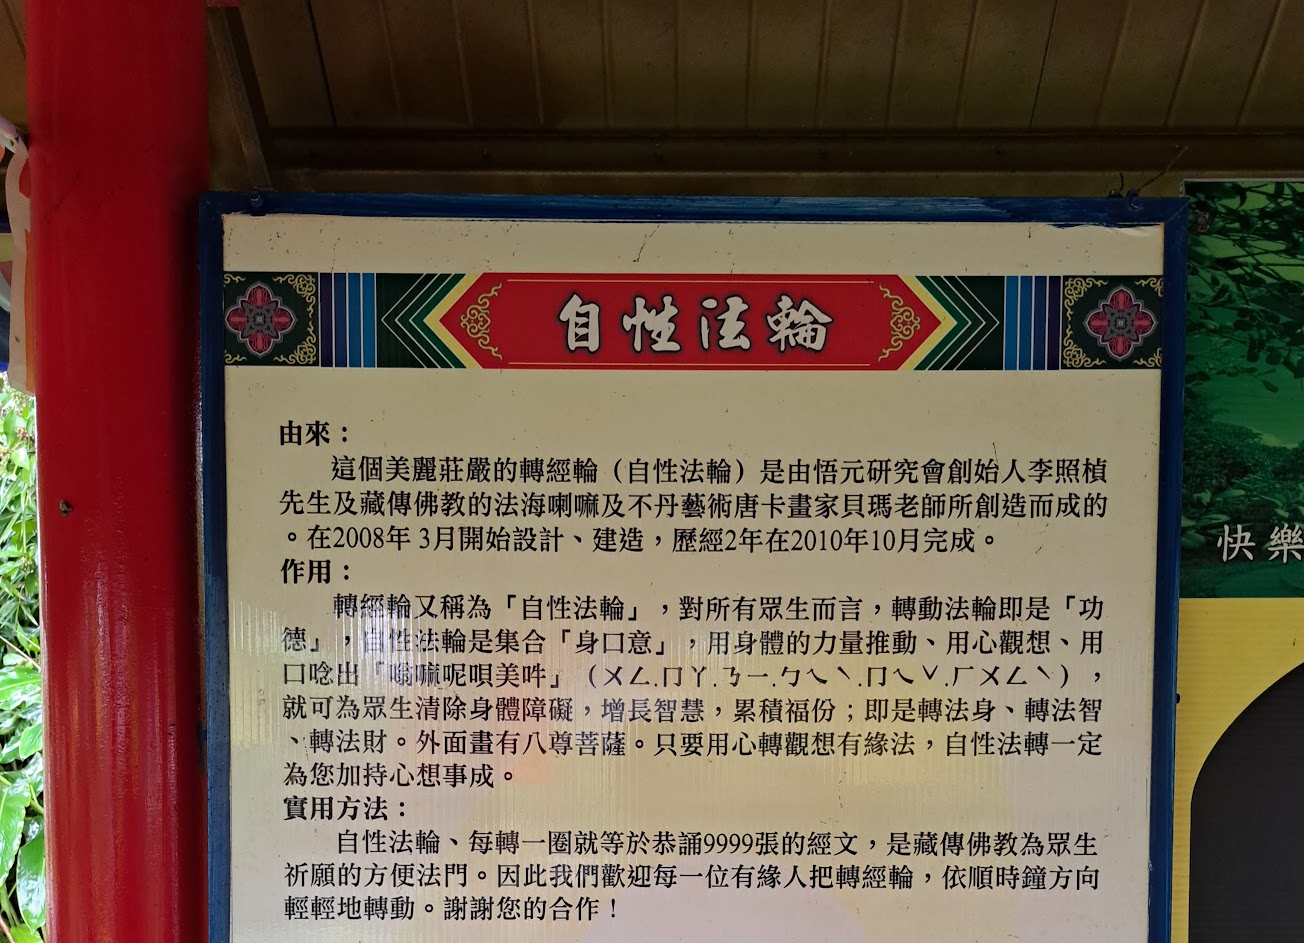 自性法輪
由來：
這個美麗莊嚴的轉經輪（自性法輪）是由悟元研究會創始人李照楨
先生及藏傳佛教的法海喇嘛及不丹藝術唐卡畫家貝瑪老師所創造而成的
。在2008年 3月開始設計、建造，歷經2年在2010年10月完成。
作用：
轉經輪又稱為「自性法輪」，對所有眾生而言，轉動法輪即是「功
德」，自性法輪是集合「身口意」，用身體的力量推動、用心觀想、用
口唸出「嗡嘛呢唄美吽」（ㄨㄥ.ㄇㄚ.ㄋㄧ.ㄅㄟˋ.ㄇㄟˇ.ㄏㄨㄥˋ），
就可為眾生清除身體障礙，增長智慧，累積福份；即是轉法身、轉法智
、轉法財。外面畫有八尊菩薩。只要用心轉觀想有緣法，自性法轉一定
為您加持心想事成。
實用方法：
自性法輪、每轉一圈就等於恭誦9999張的經文，是藏傳佛教為眾生
祈願的方便法門。因此我們歡迎每一位有緣人把轉經輪，依順時鐘方向
輕輕地轉動。謝謝您的合作！
快樂